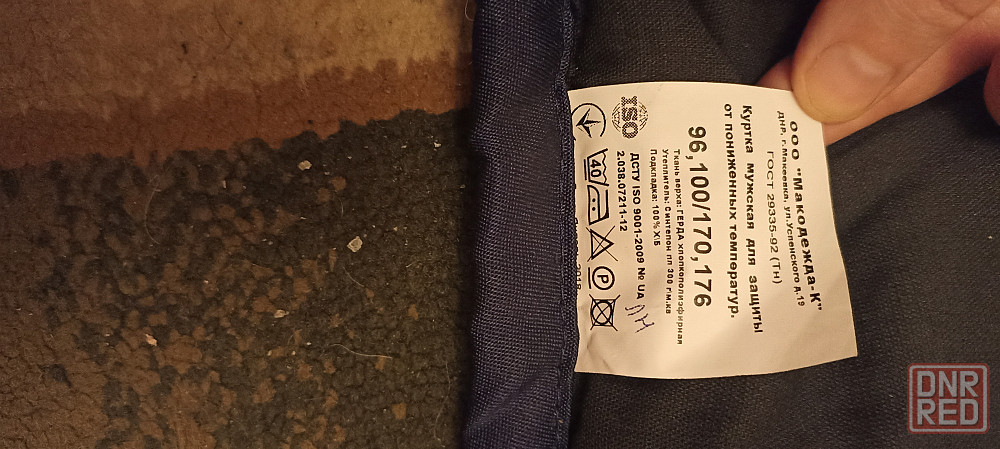 ООО "Макодежда-К"
ДНР, г.Макеевка, ул.Успенского д.19
ГОСТ 29335-92 (Тн)
Куртка мужская для защиты
от пониженных температур.
96,100/170,176
Ткань верха: ГЕРДА хлопкополиэфирная
Утеплитель: Синтепон пл 300 г/м.кв
Подкладка: 100% Х\Б
ISO
ДСТУ ISO 9001-2009 № UA
2.038.07211-12
ЛН
40
P
DNR
RED